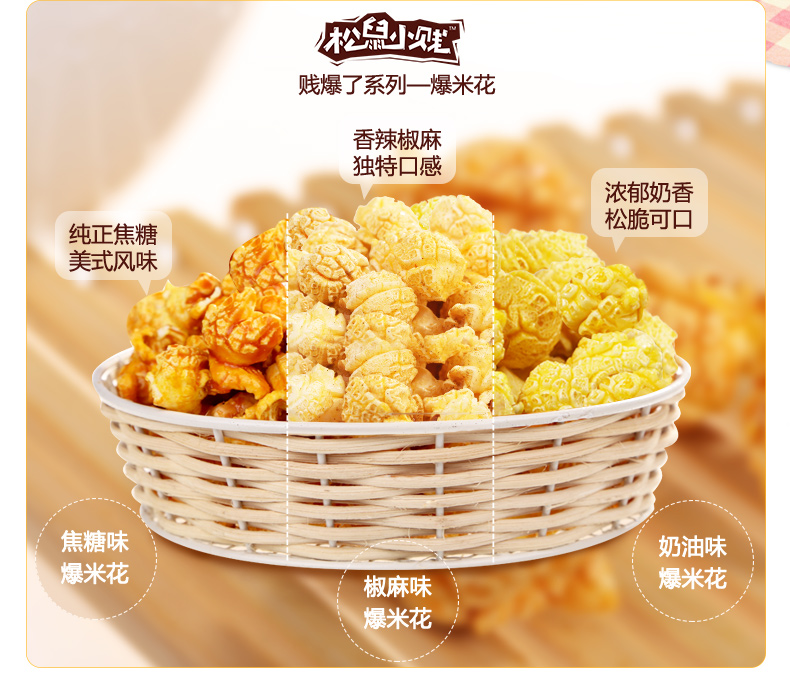 松鼠小贱™
贱爆了系列—爆米花
香辣椒麻
独特口感
浓郁奶香
松脆可口
纯正焦糖
美式风味
焦糖味
爆米花
椒麻味
爆米花
奶油味
爆米花